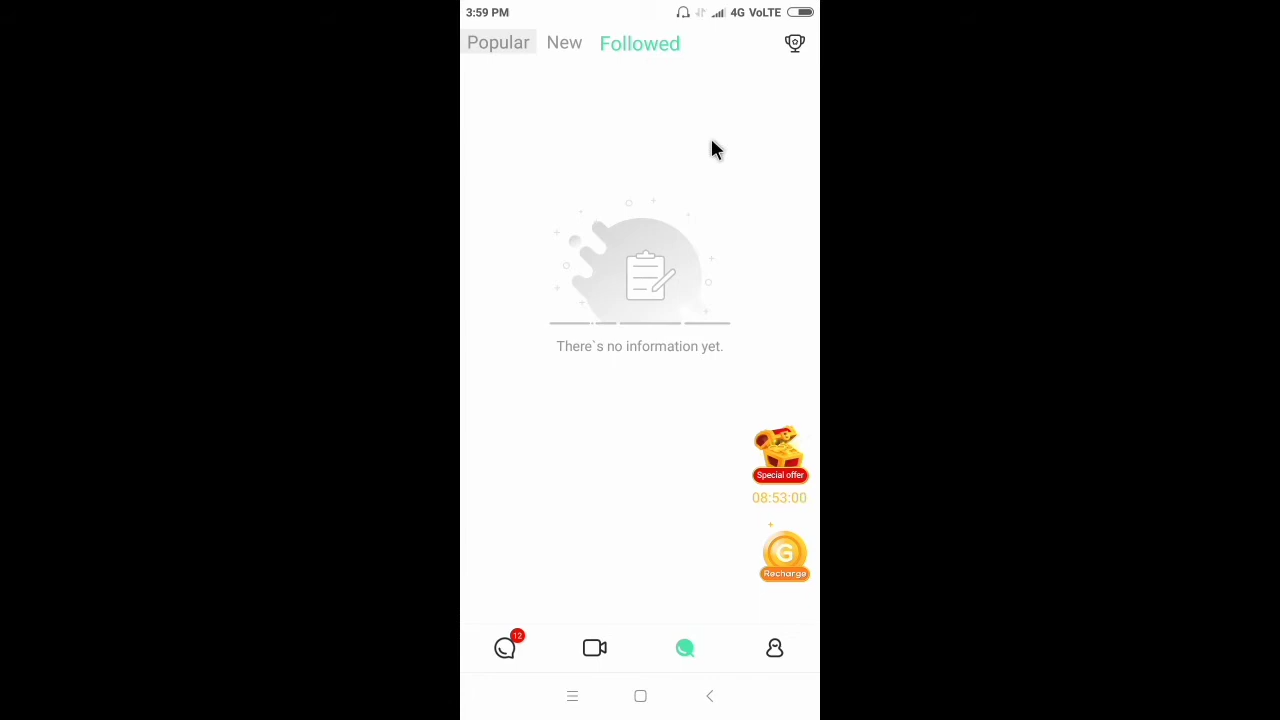 3:59 PM 4G VoLTE
Popular New Followed
There`s no information yet.
Special offer
08:53:00
G
Recharge
12